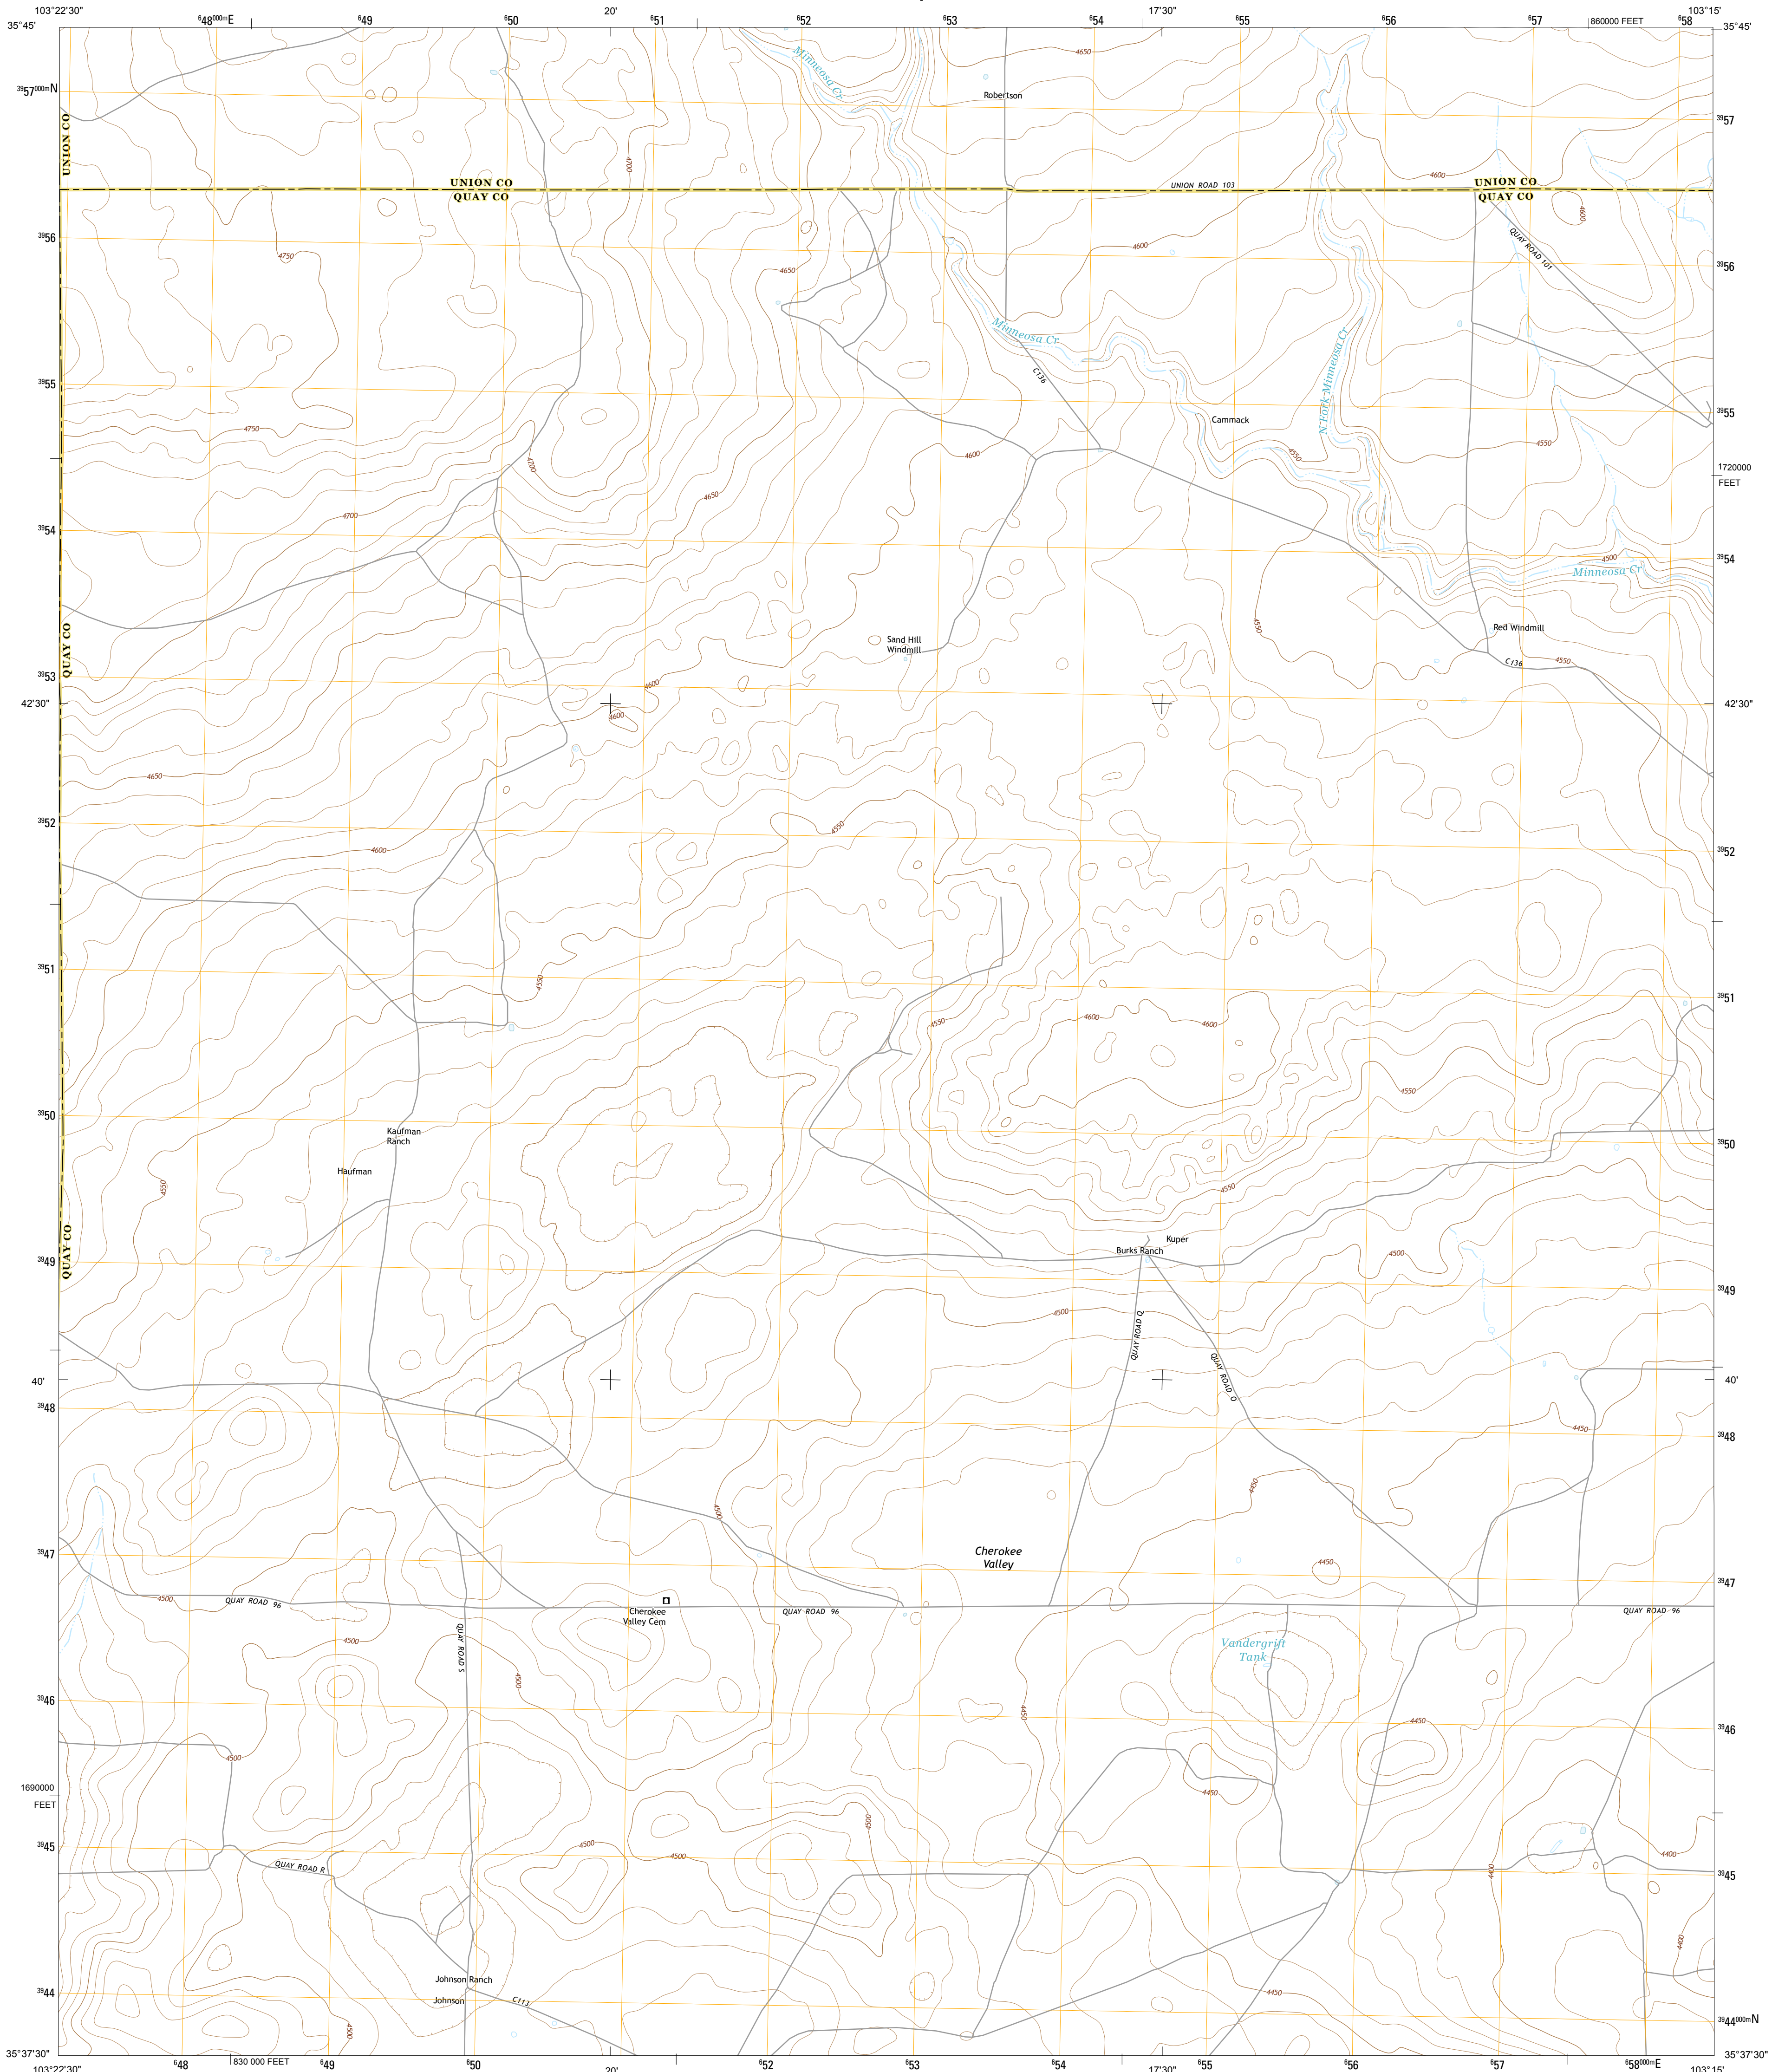 103°22'30"
⁶48⁰⁰⁰ᵐE
⁶49
⁶50
20'
⁶51
⁶52
⁶53
⁶54
17'30"
⁶55
⁶56
⁶57
860000 FEET
⁶58
103°15'
35°45'
35°45'
Minneosa Cr
4650
³⁹57⁰⁰⁰ᵐN
Robertson
³⁹57
UNION CO
4700
4600
UNION CO
QUAY CO
UNION ROAD 103
UNION CO
QUAY CO
4600
³⁹56
QUAY ROAD 101
4750
4650
4600
³⁹56
Minneosa Cr
N Fork Minneosa Cr
C136
³⁹55
³⁹55
4750
Cammack
4550
4600
4550
4700
1720000
FEET
4650
4700
³⁹54
4500
³⁹54
Minneosa Cr
4550
Red Windmill
QUAY CO
Sand Hill
Windmill
C136
4550
³⁹53
³⁹53
4600
42'30"
42'30"
4600
4650
³⁹52
4550
4600
³⁹52
³⁹51
4550
³⁹51
4550
4600
4600
4550
³⁹50
Kaufman
Ranch
³⁹50
Haufman
4550
4550
QUAY CO
Kuper
Burks Ranch
4500
³⁹49
³⁹49
4500
QUAY ROAD Q
QUAY ROAD O
40'
40'
³⁹48
4450
³⁹48
4450
4500
³⁹47
Cherokee
Valley
4450
³⁹47
4500
QUAY ROAD 96
Cherokee
Valley Cem
QUAY ROAD 96
QUAY ROAD 96
QUAY ROAD S
4500
Vandergrift
Tank
4500
³⁹46
4450
4450
³⁹46
4500
1690000
FEET
4450
4500
³⁹45
4500
4500
4400
QUAY ROAD R
4400
³⁹45
4400
Johnson Ranch
³⁹44
Johnson
C113
4450
³⁹44⁰⁰⁰ᵐN
4500
35°37'30"
35°37'30"
103°22'30"
⁶48
830 000 FEET
⁶49
⁶50
20'
⁶52
⁶53
⁶54
17'30"
⁶55
⁶56
⁶57
⁶58⁰⁰⁰ᵐE
103°15'